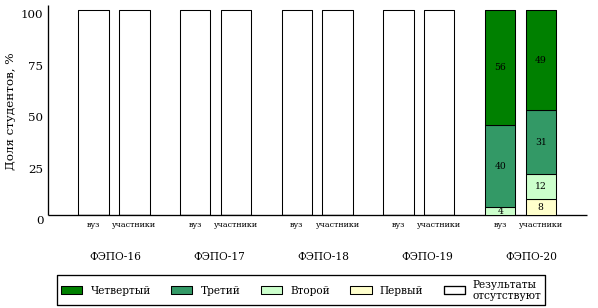 100
75
50
25
0
Доля студентов, %
56
40
4
49
31
12
8
вуз участники вуз участники вуз участники вуз участники вуз участники
ФЭПО-16 ФЭПО-17 ФЭПО-18 ФЭПО-19 ФЭПО-20
Четвертый Третий Второй Первый Результаты
отсутствуют